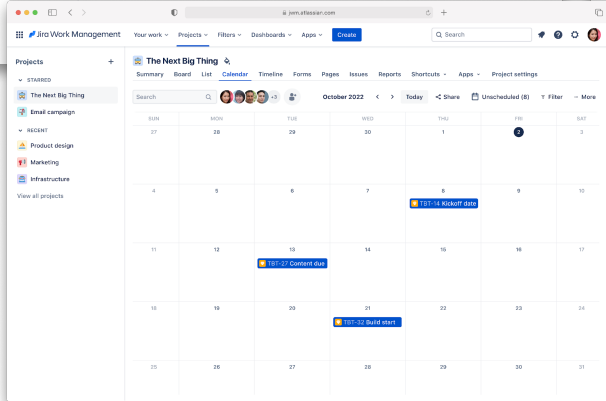 jwm.atlassian.com
Jira Work Management
Your work Projects Filters Dashboards Apps Create Search
Projects +
STARRED
The Next Big Thing
Email campaign
RECENT
Product design
Marketing
Infrastructure
View all projects
The Next Big Thing
Summary Board List Calendar Timeline Forms Pages Issues Reports Shortcuts Apps Project settings
Search +3 October 2022 < > Today Share Unscheduled (8) Filter More
SUN MON TUE WED THU FRI SAT
27 28 29 30 1 2 3
4 5 6 7 8 9 10
TBT-14 Kickoff date
11 12 13 14 15 16 17
TBT-27 Content due
18 19 20 21 22 23 24
TBT-32 Build start
25 26 27 28 29 30 31